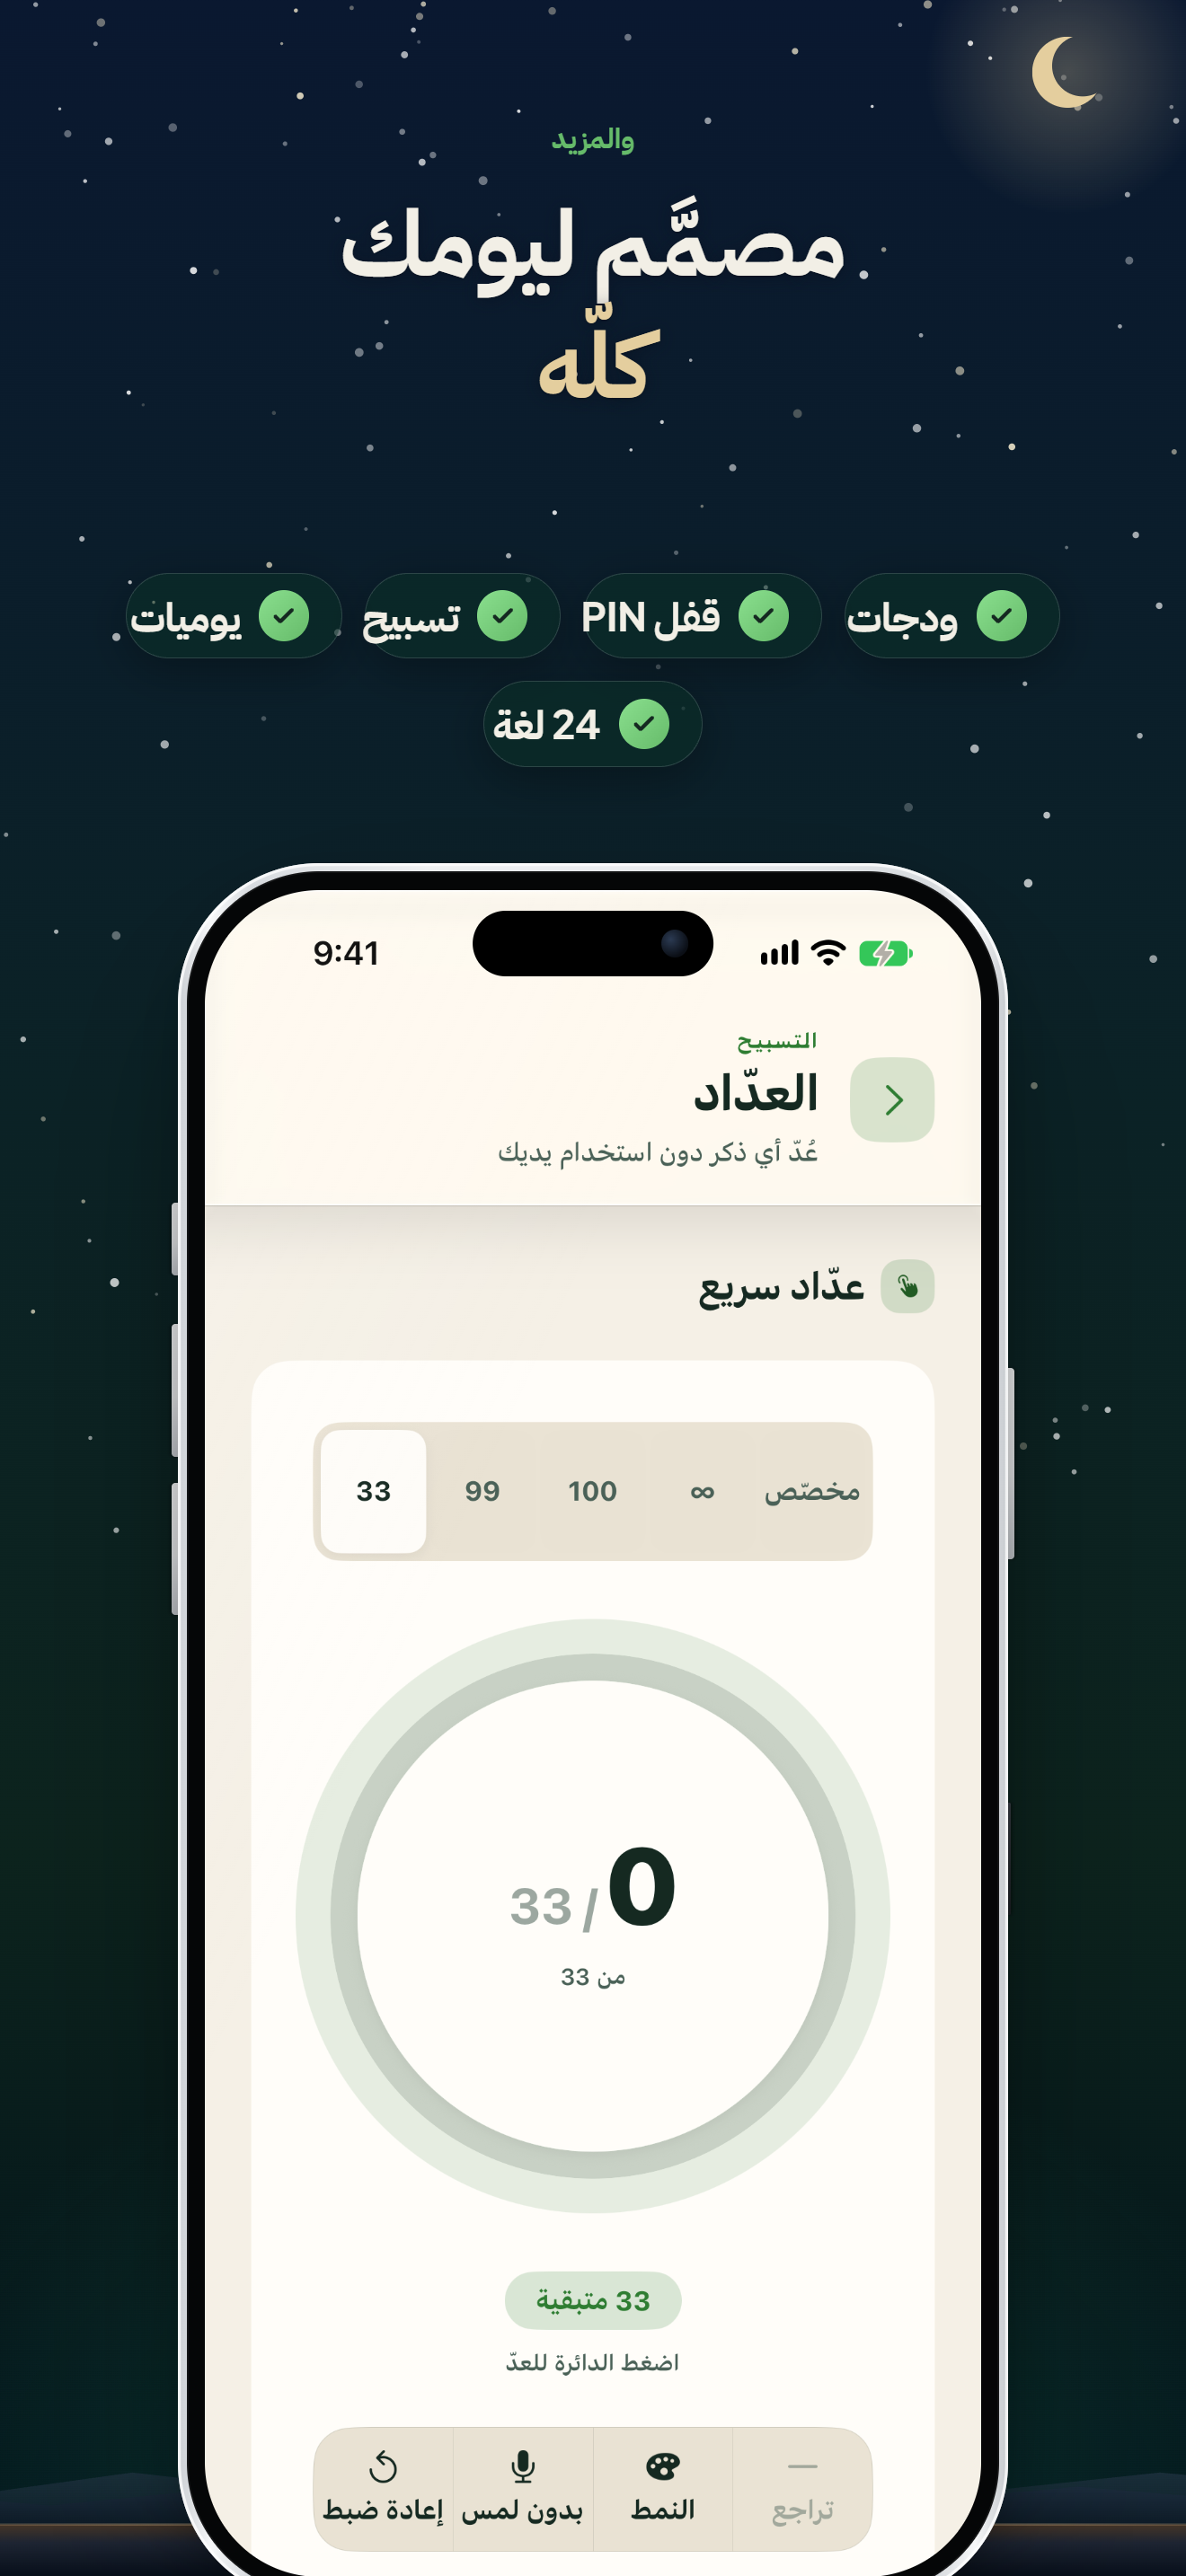 والمزيد
مصمَّم ليومك
كلّه
ودجات
قفل PIN
تسبيح
يوميات
24 لغة
9:41
التسبيح
العدّاد
عُدّ أي ذكر دون استخدام يديك
عدّاد سريع
مخصّص ∞ 100 99 33
0 / 33
من 33
33 متبقية
اضغط الدائرة للعدّ
تراجع
النمط
بدون لمس
إعادة ضبط